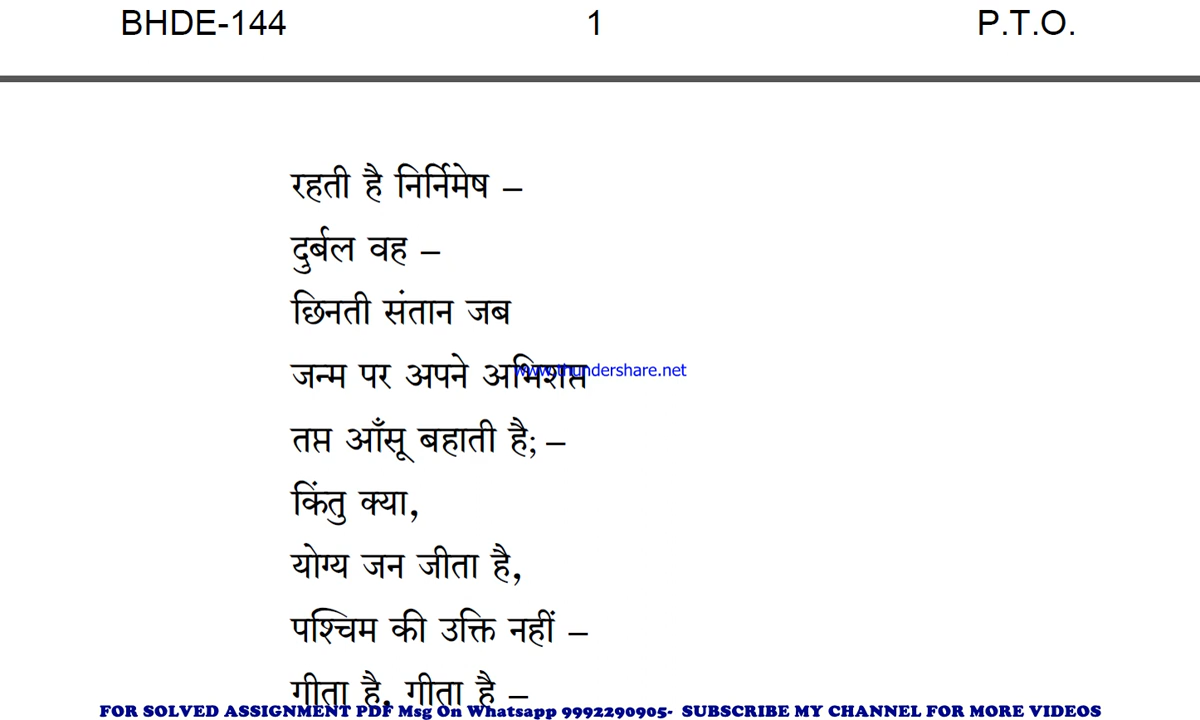 BHDE-144 1 P.T.O.
रहती है निर्निमेष –
दुर्बल वह –
छिनती संतान जब
जन्म पर अपने अभिशप्त
www.thundershare.net
तप्त आँसू बहाती है; –
किंतु क्या,
योग्य जन जीता है,
पश्चिम की उक्ति नहीं –
गीता है, गीता है –
FOR SOLVED ASSIGNMENT PDF Msg On Whatsapp 9992290905- SUBSCRIBE MY CHANNEL FOR MORE VIDEOS